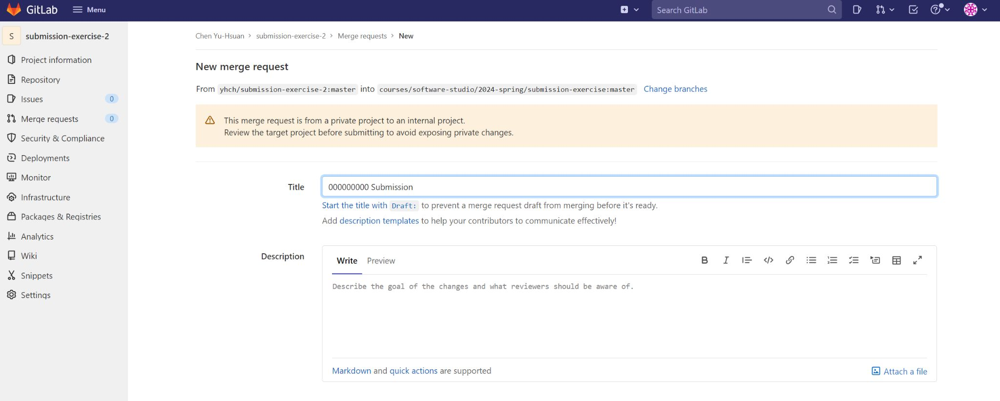 GitLab Menu Search GitLab
S submission-exercise-2
Project information
Repository
Issues 0
Merge requests 0
Security & Compliance
Deployments
Monitor
Infrastructure
Packages & Registries
Analytics
Wiki
Snippets
Settings
Chen Yu-Hsuan > submission-exercise-2 > Merge requests > New
New merge request
From yhch/submission-exercise-2:master into courses/software-studio/2024-spring/submission-exercise:master Change branches
This merge request is from a private project to an internal project.
Review the target project before submitting to avoid exposing private changes.
Title 000000000 Submission
Start the title with Draft: to prevent a merge request draft from merging before it's ready.
Add description templates to help your contributors to communicate effectively!
Description Write Preview
Describe the goal of the changes and what reviewers should be aware of.
Markdown and quick actions are supported Attach a file